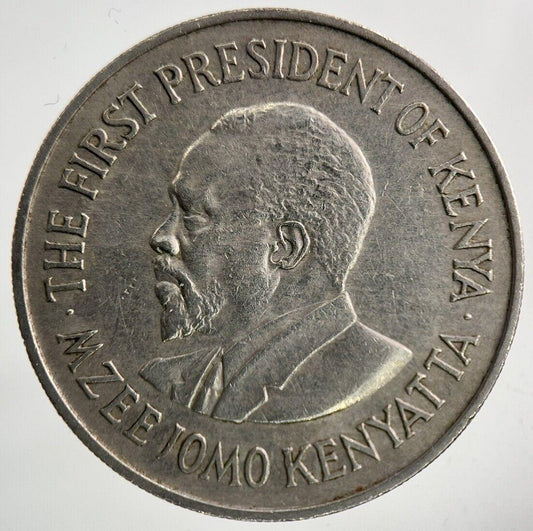 · THE FIRST PRESIDENT OF KENYA ·
MZEE JOMO KENYATTA